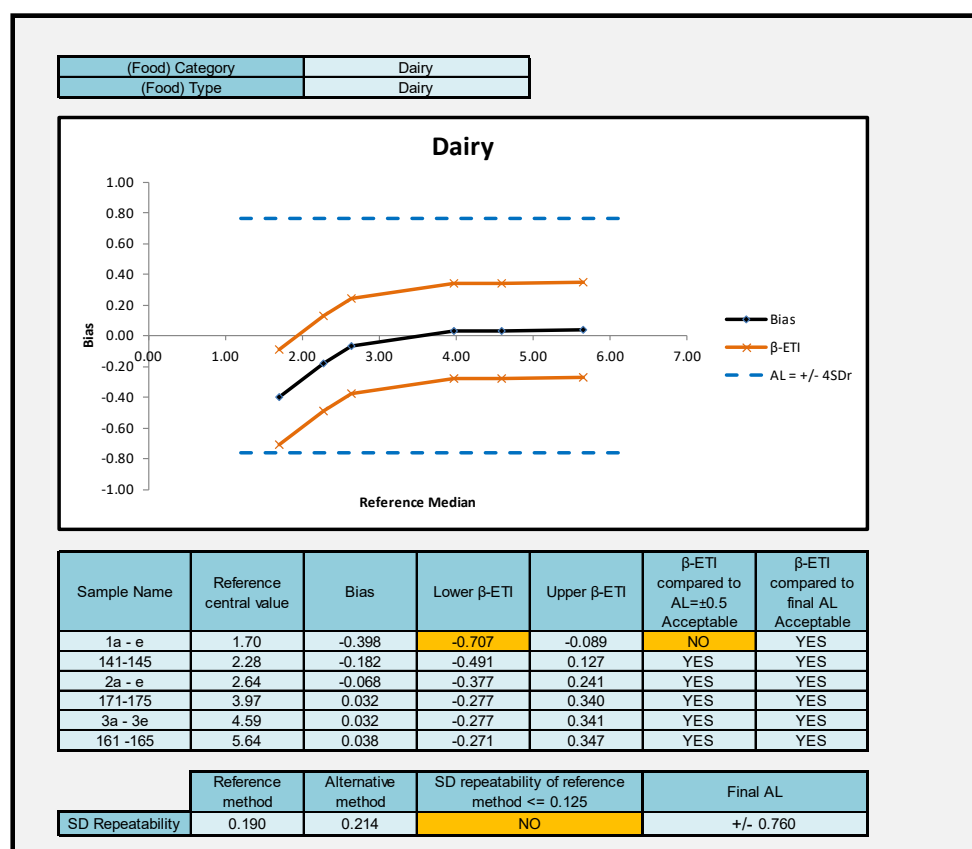 (Food) Category Dairy
(Food) Type Dairy
Dairy
1.00
0.80
0.60
0.40
0.20
0.00
-0.20
-0.40
-0.60
-0.80
-1.00
0.00 1.00 2.00 3.00 4.00 5.00 6.00 7.00
Bias
Reference Median
Bias
β-ETI
AL = +/- 4SDr
Sample Name Reference central value Bias Lower β-ETI Upper β-ETI β-ETI compared to AL=±0.5 Acceptable β-ETI compared to final AL Acceptable
1a - e 1.70 -0.398 -0.707 -0.089 NO YES
141-145 2.28 -0.182 -0.491 0.127 YES YES
2a - e 2.64 -0.068 -0.377 0.241 YES YES
171-175 3.97 0.032 -0.277 0.340 YES YES
3a - 3e 4.59 0.032 -0.277 0.341 YES YES
161 -165 5.64 0.038 -0.271 0.347 YES YES
Reference method Alternative method SD repeatability of reference method <= 0.125 Final AL
SD Repeatability 0.190 0.214 NO +/- 0.760